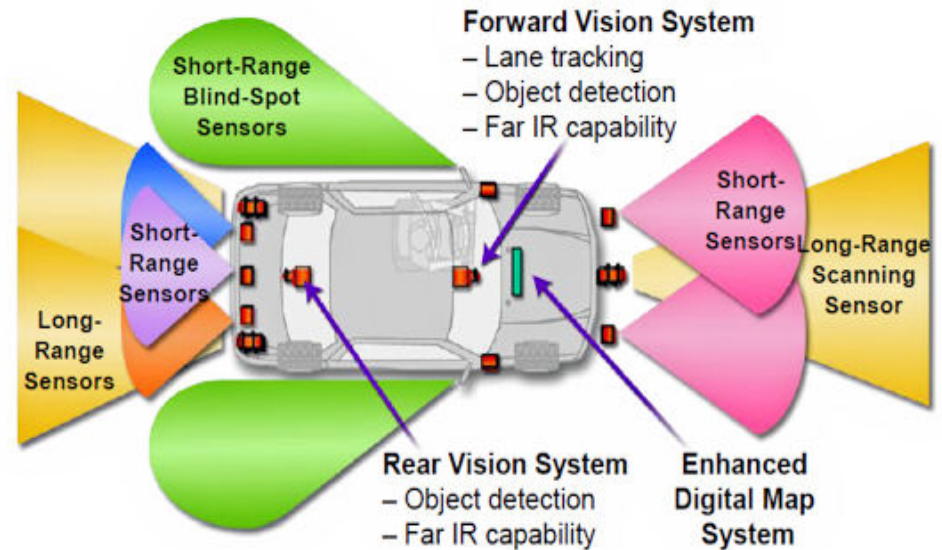 Forward Vision System
– Lane tracking
– Object detection
– Far IR capability
Short-Range
Blind-Spot
Sensors
Short-
Range
Sensors
Long-
Range
Sensors
Short-
Range
Sensors
Long-Range
Scanning
Sensor
Rear Vision System
– Object detection
– Far IR capability
Enhanced
Digital Map
System